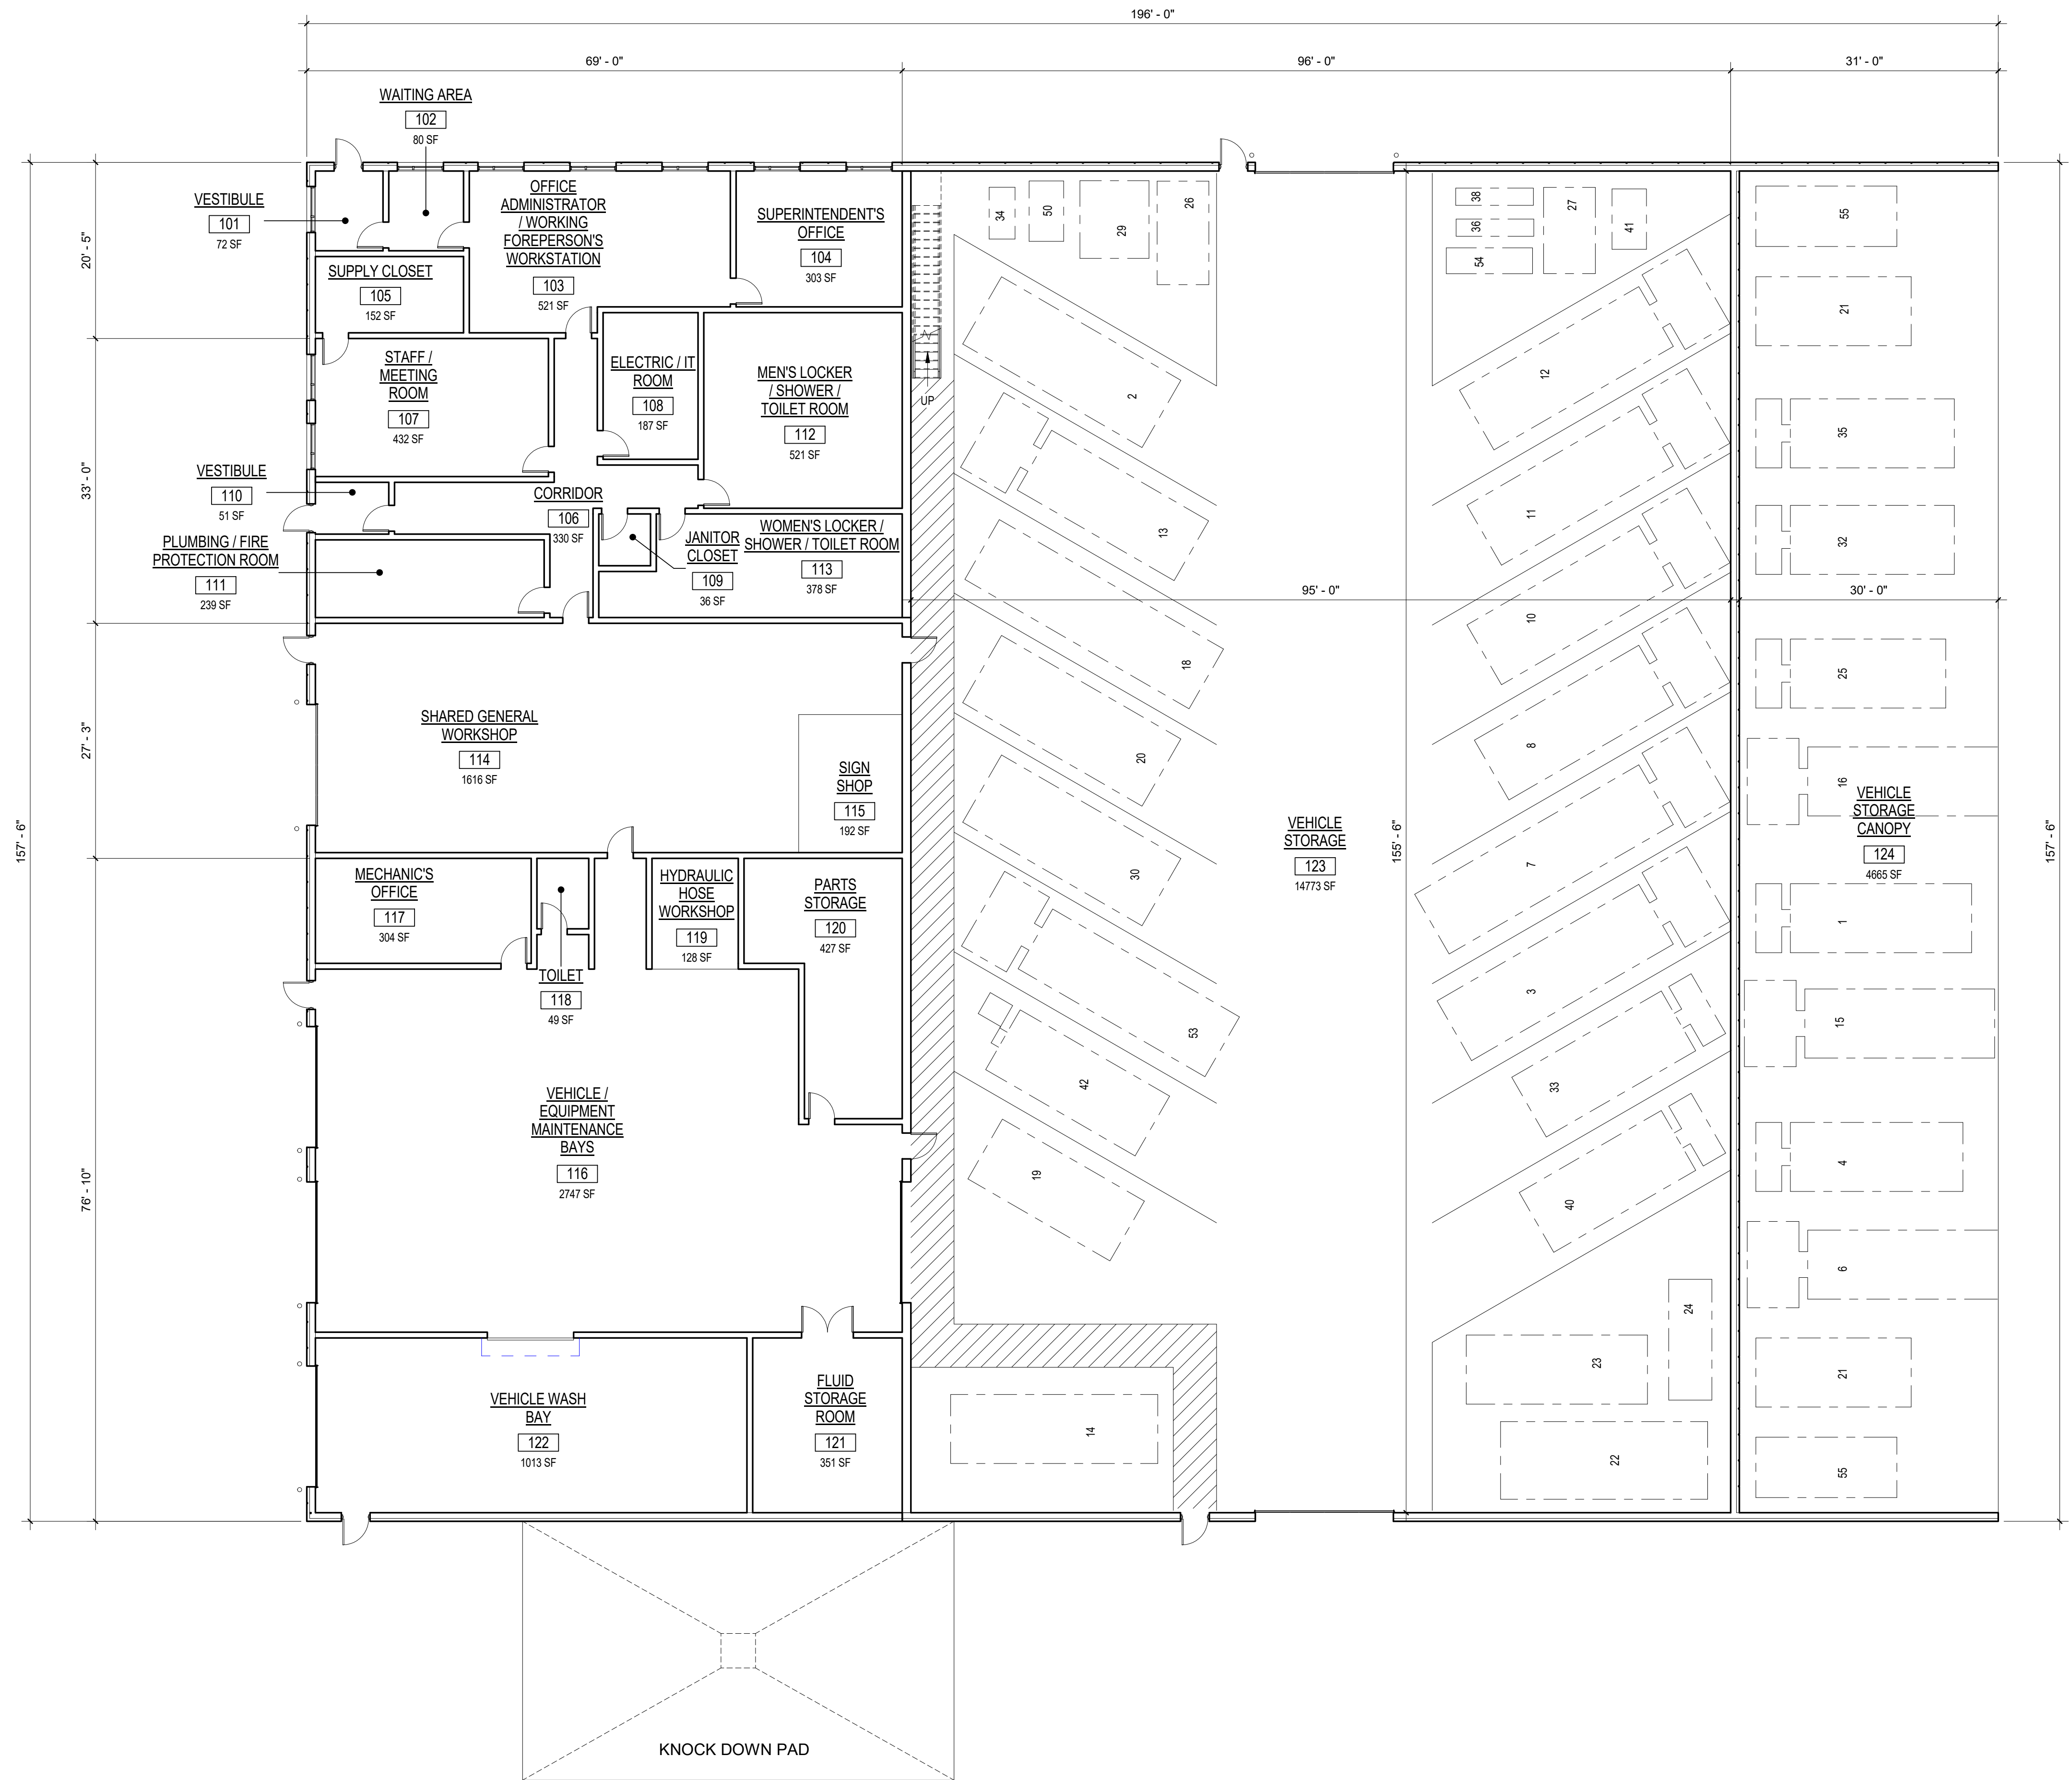 196' - 0"
69' - 0"
96' - 0"
31' - 0"
157' - 6"
20' - 5"
33' - 0"
27' - 3"
76' - 10"
WAITING AREA
102
80 SF
VESTIBULE
101
72 SF
OFFICE
ADMINISTRATOR
/ WORKING
FOREPERSON'S
WORKSTATION
103
521 SF
SUPERINTENDENT'S
OFFICE
104
303 SF
SUPPLY CLOSET
105
152 SF
STAFF /
MEETING
ROOM
107
432 SF
ELECTRIC / IT
ROOM
108
187 SF
MEN'S LOCKER
/ SHOWER /
TOILET ROOM
112
521 SF
VESTIBULE
110
51 SF
CORRIDOR
106
330 SF
PLUMBING / FIRE
PROTECTION ROOM
111
239 SF
JANITOR
CLOSET
109
36 SF
WOMEN'S LOCKER /
SHOWER / TOILET ROOM
113
378 SF
SHARED GENERAL
WORKSHOP
114
1616 SF
SIGN
SHOP
115
192 SF
MECHANIC'S
OFFICE
117
304 SF
TOILET
118
49 SF
HYDRAULIC
HOSE
WORKSHOP
119
128 SF
PARTS
STORAGE
120
427 SF
VEHICLE /
EQUIPMENT
MAINTENANCE
BAYS
116
2747 SF
VEHICLE WASH
BAY
122
1013 SF
FLUID
STORAGE
ROOM
121
351 SF
UP
34
50
29
26
2
13
18
20
30
53
42
19
14
95' - 0"
VEHICLE
STORAGE
123
14773 SF
155' - 6"
38
36
54
27
41
12
11
10
8
7
3
33
40
24
23
22
55
21
35
32
30' - 0"
25
16
VEHICLE
STORAGE
CANOPY
124
4665 SF
1
15
4
6
21
55
157' - 6"
KNOCK DOWN PAD